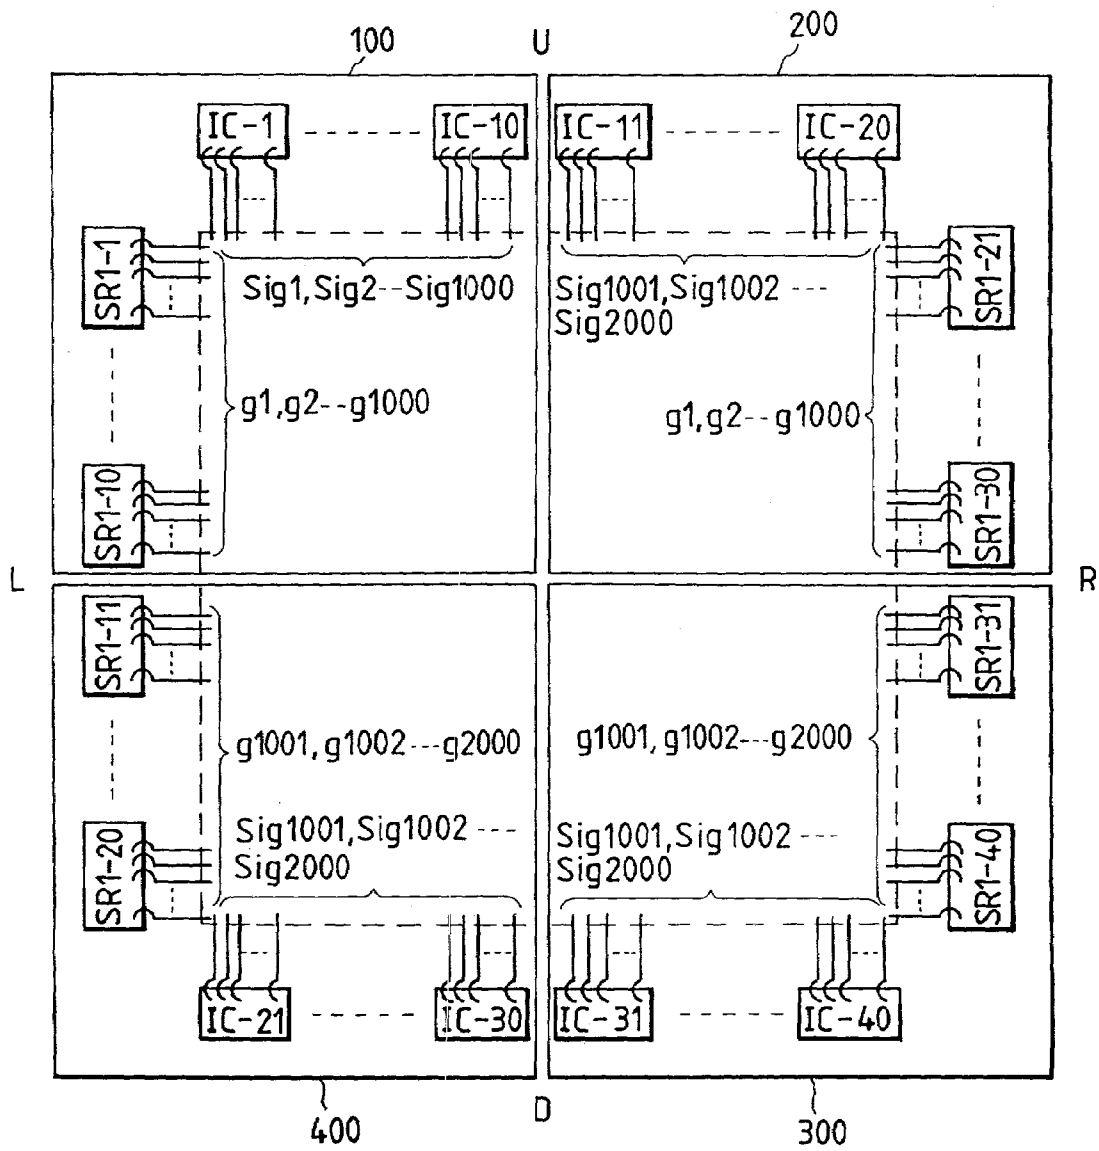 100
U
200
IC-1
IC-10
IC-11
IC-20
SR1-1
SR1-21
Sig1, Sig2--Sig1000
Sig1001, Sig1002 ---
Sig2000
g1, g2--g1000
g1, g2--g1000
SR1-10
SR1-30
L
R
SR1-11
SR1-31
g1001, g1002---g2000
g1001, g1002---g2000
Sig1001, Sig1002 ---
Sig2000
Sig1001, Sig1002 ---
Sig2000
SR1-20
SR1-40
IC-21
IC-30
IC-31
IC-40
400
D
300